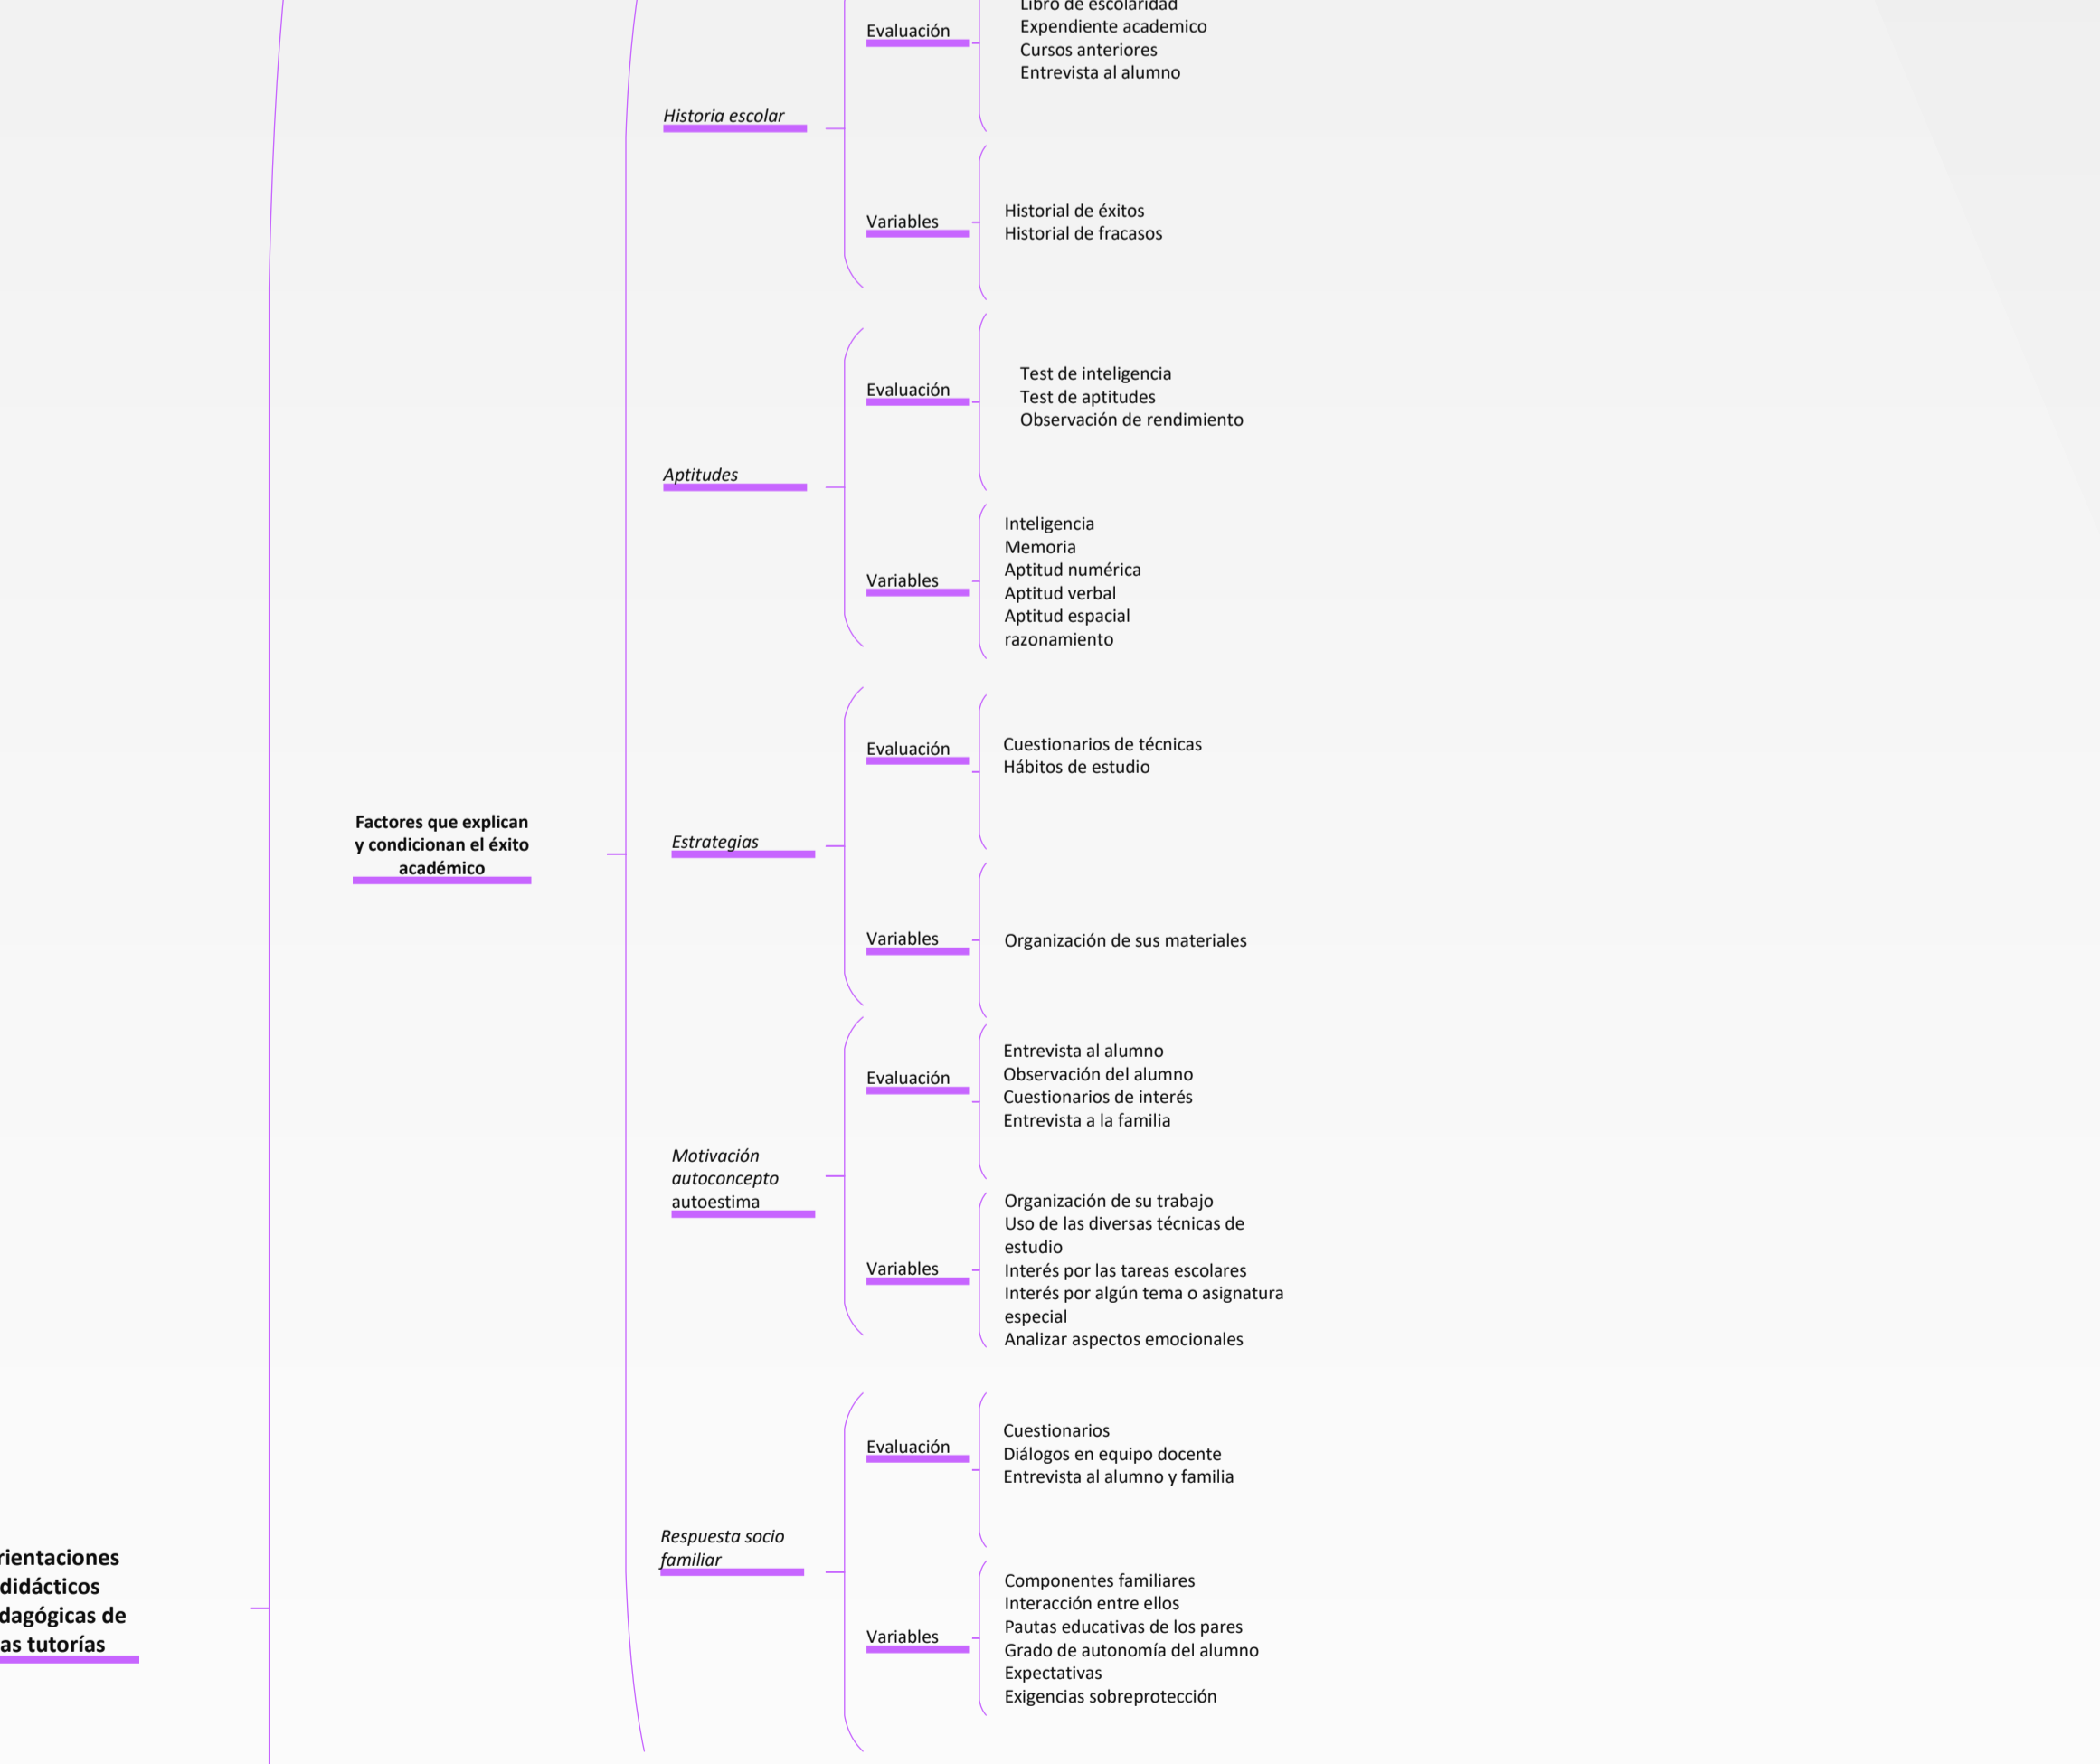 Libro de escolaridad
Expendiente academico
Cursos anteriores
Entrevista al alumno
Evaluación
Historia escolar
Variables
Historial de éxitos
Historial de fracasos
Evaluación
Test de inteligencia
Test de aptitudes
Observación de rendimiento
Aptitudes
Variables
Inteligencia
Memoria
Aptitud numérica
Aptitud verbal
Aptitud espacial
razonamiento
Factores que explican
y condicionan el éxito
académico
Evaluación
Cuestionarios de técnicas
Hábitos de estudio
Estrategias
Variables
Organización de sus materiales
Evaluación
Entrevista al alumno
Observación del alumno
Cuestionarios de interés
Entrevista a la familia
Motivación
autoconcepto
autoestima
Variables
Organización de su trabajo
Uso de las diversas técnicas de
estudio
Interés por las tareas escolares
Interés por algún tema o asignatura
especial
Analizar aspectos emocionales
Evaluación
Cuestionarios
Diálogos en equipo docente
Entrevista al alumno y familia
Respuesta socio
familiar
Variables
Componentes familiares
Interacción entre ellos
Pautas educativas de los pares
Grado de autonomía del alumno
Expectativas
Exigencias sobreprotección
rientaciones
didácticos
dagógicas de
as tutorías